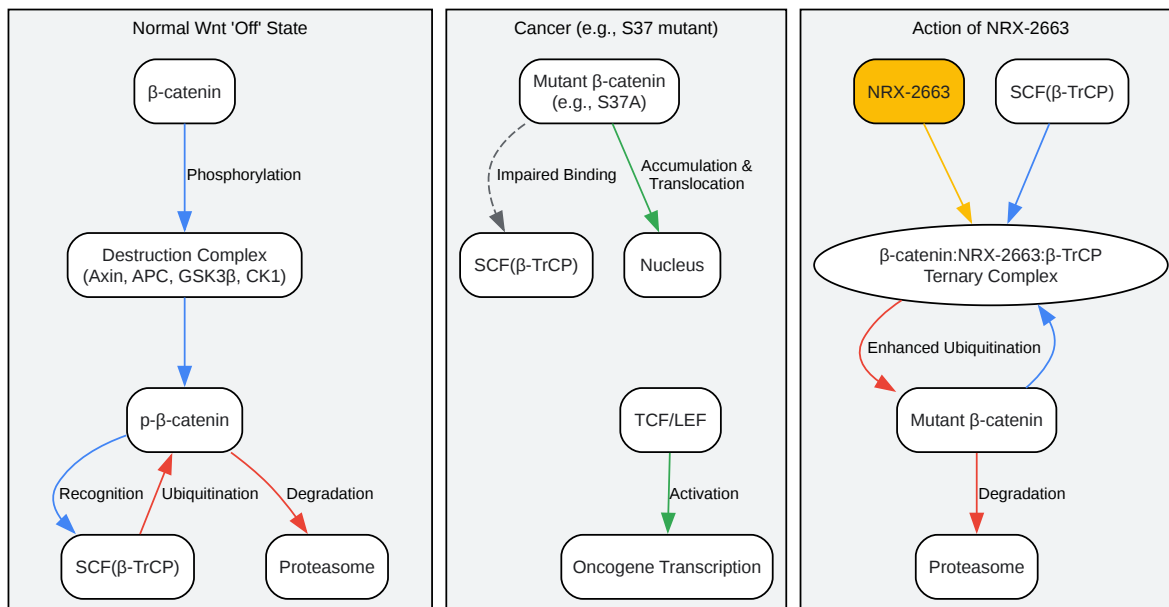 Normal Wnt 'Off' State
β-catenin
Phosphorylation
Destruction Complex
(Axin, APC, GSK3β, CK1)
p-β-catenin
Recognition
Ubiquitination
Degradation
SCF(β-TrCP)
Proteasome
Cancer (e.g., S37 mutant)
Mutant β-catenin
(e.g., S37A)
Impaired Binding
Accumulation &
Translocation
SCF(β-TrCP)
Nucleus
TCF/LEF
Activation
Oncogene Transcription
Action of NRX-2663
NRX-2663
SCF(β-TrCP)
β-catenin:NRX-2663:β-TrCP
Ternary Complex
Enhanced Ubiquitination
Mutant β-catenin
Degradation
Proteasome